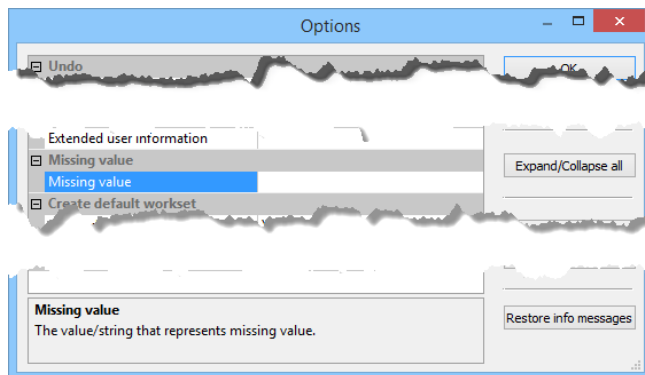 Options
Undo
OK
Extended user information
Missing value
Expand/Collapse all
Missing value
Create default workset
Missing value
The value/string that represents missing value.
Restore info messages